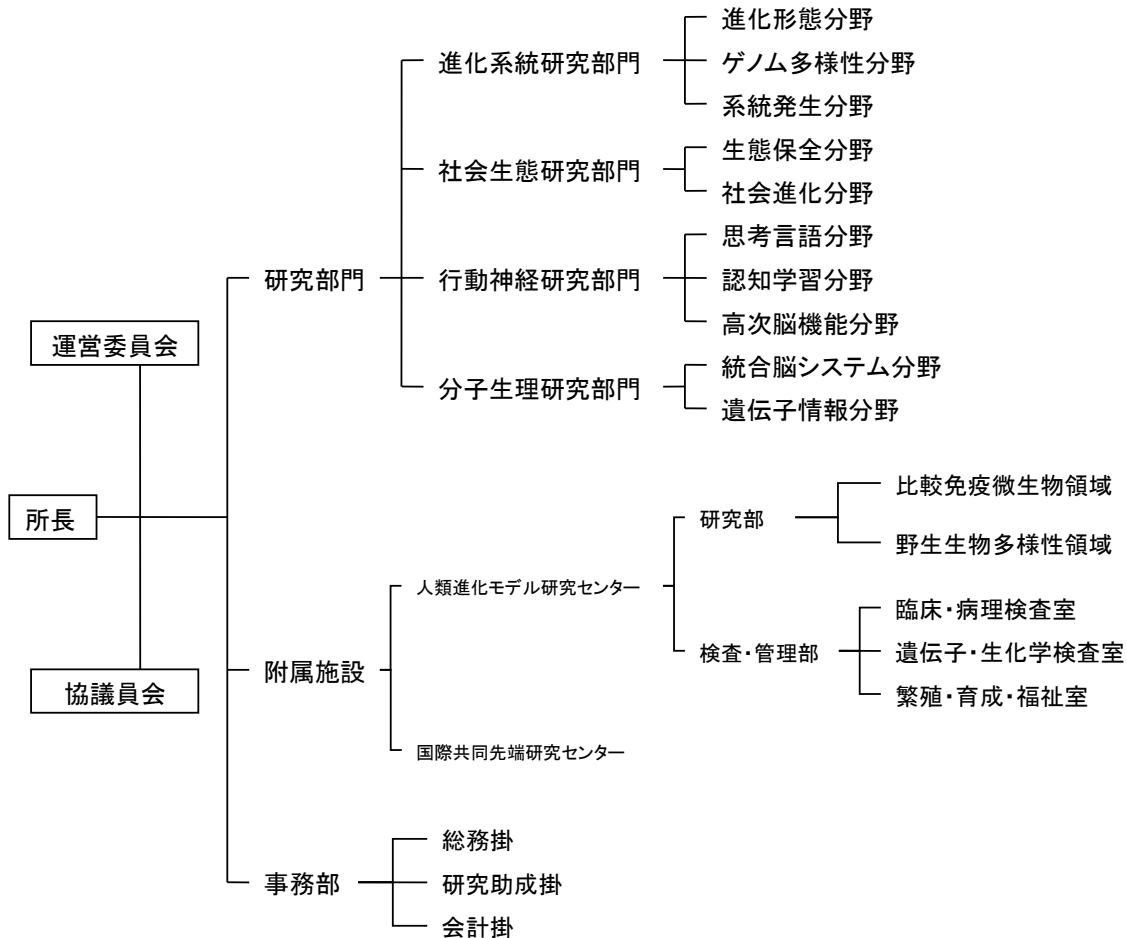 運営委員会
所長
協議員会
研究部門
進化系統研究部門
進化形態分野
ゲノム多様性分野
系統発生分野
社会生態研究部門
生態保全分野
社会進化分野
行動神経研究部門
思考言語分野
認知学習分野
高次脳機能分野
分子生理研究部門
統合脳システム分野
遺伝子情報分野
附属施設
人類進化モデル研究センター
研究部
比較免疫微生物領域
野生生物多様性領域
検査・管理部
臨床・病理検査室
遺伝子・生化学検査室
繁殖・育成・福祉室
国際共同先端研究センター
事務部
総務掛
研究助成掛
会計掛